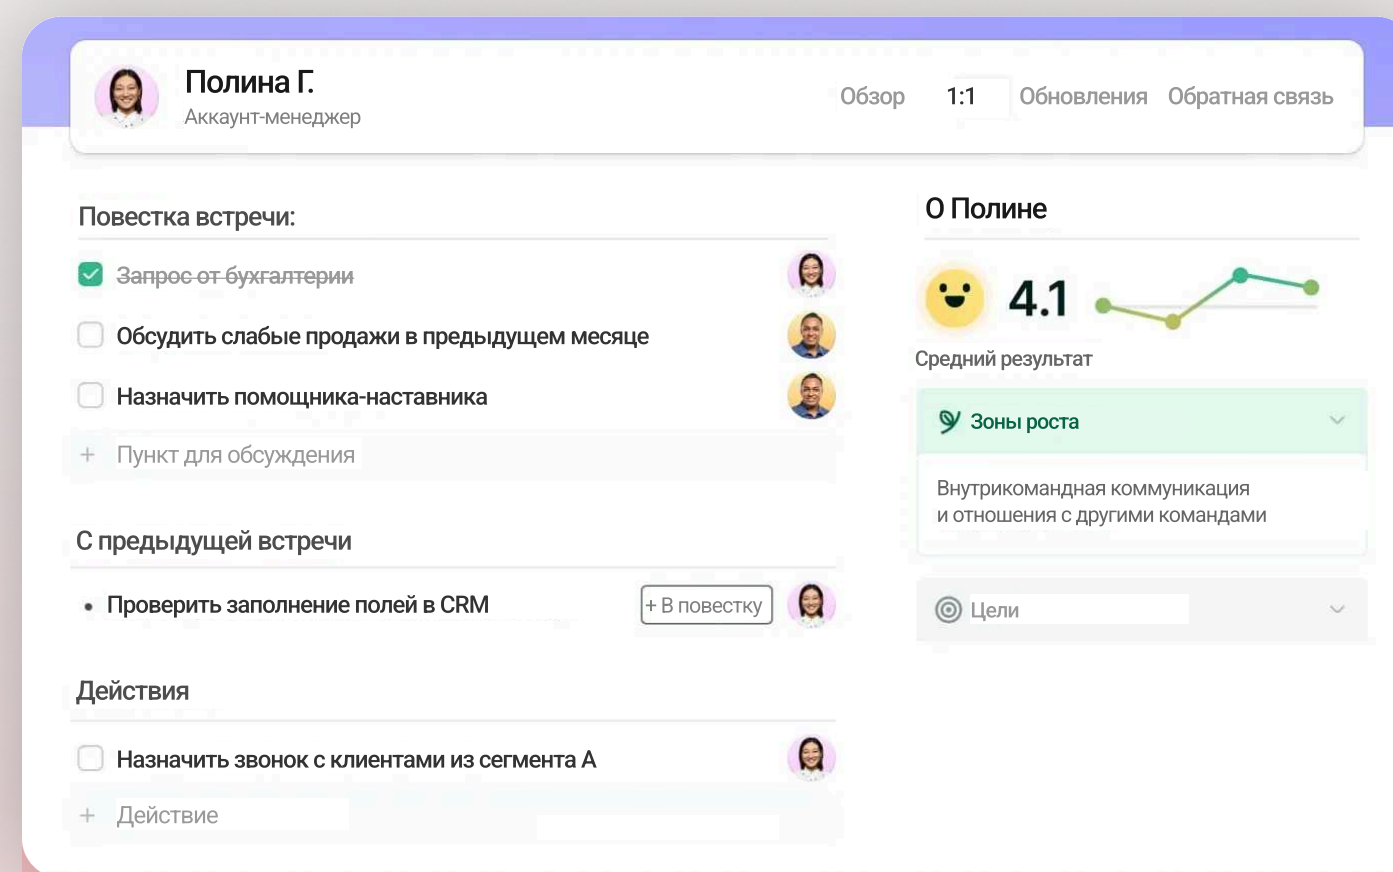 Полина Г.
Аккаунт-менеджер
Обзор 1:1 Обновления Обратная связь
Повестка встречи:
Запрос от бухгалтерии
Обсудить слабые продажи в предыдущем месяце
Назначить помощника-наставника
+ Пункт для обсуждения
С предыдущей встречи
• Проверить заполнение полей в CRM
+ В повестку
Действия
Назначить звонок с клиентами из сегмента А
+ Действие
О Полине
4.1
Средний результат
Зоны роста
Внутрикомандная коммуникация
и отношения с другими командами
Цели